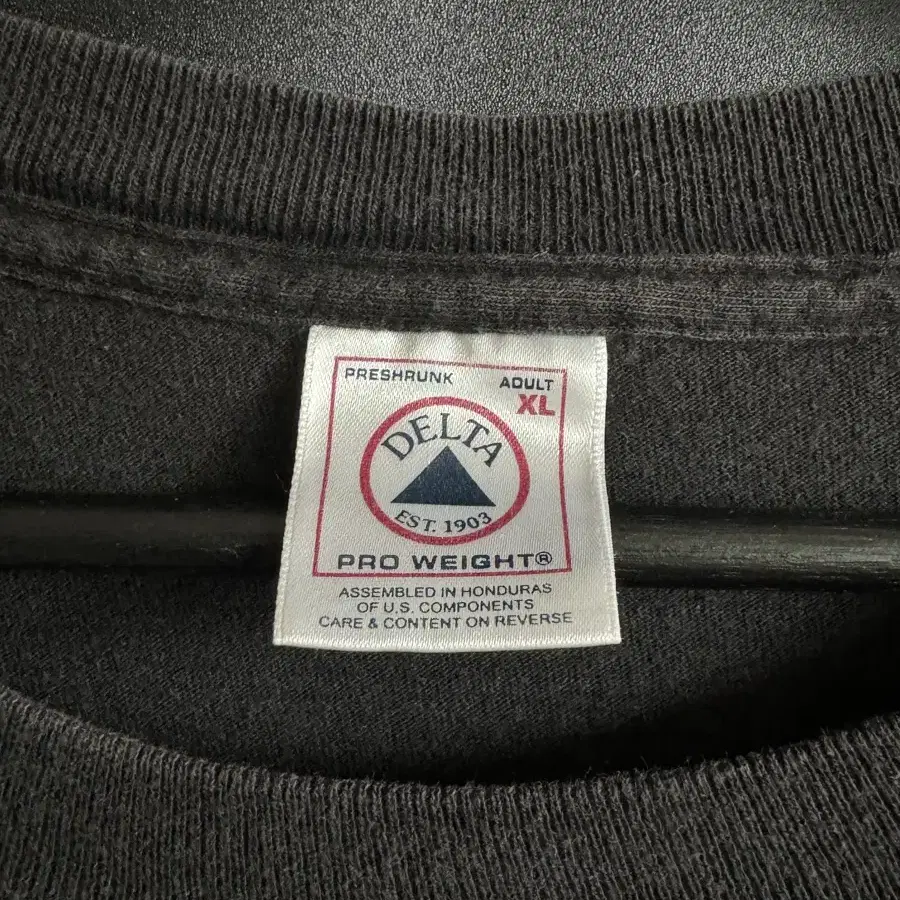 PRESHRUNK ADULT
XL
DELTA
EST. 1903
PRO WEIGHT®
ASSEMBLED IN HONDURAS
OF U.S. COMPONENTS
CARE & CONTENT ON REVERSE